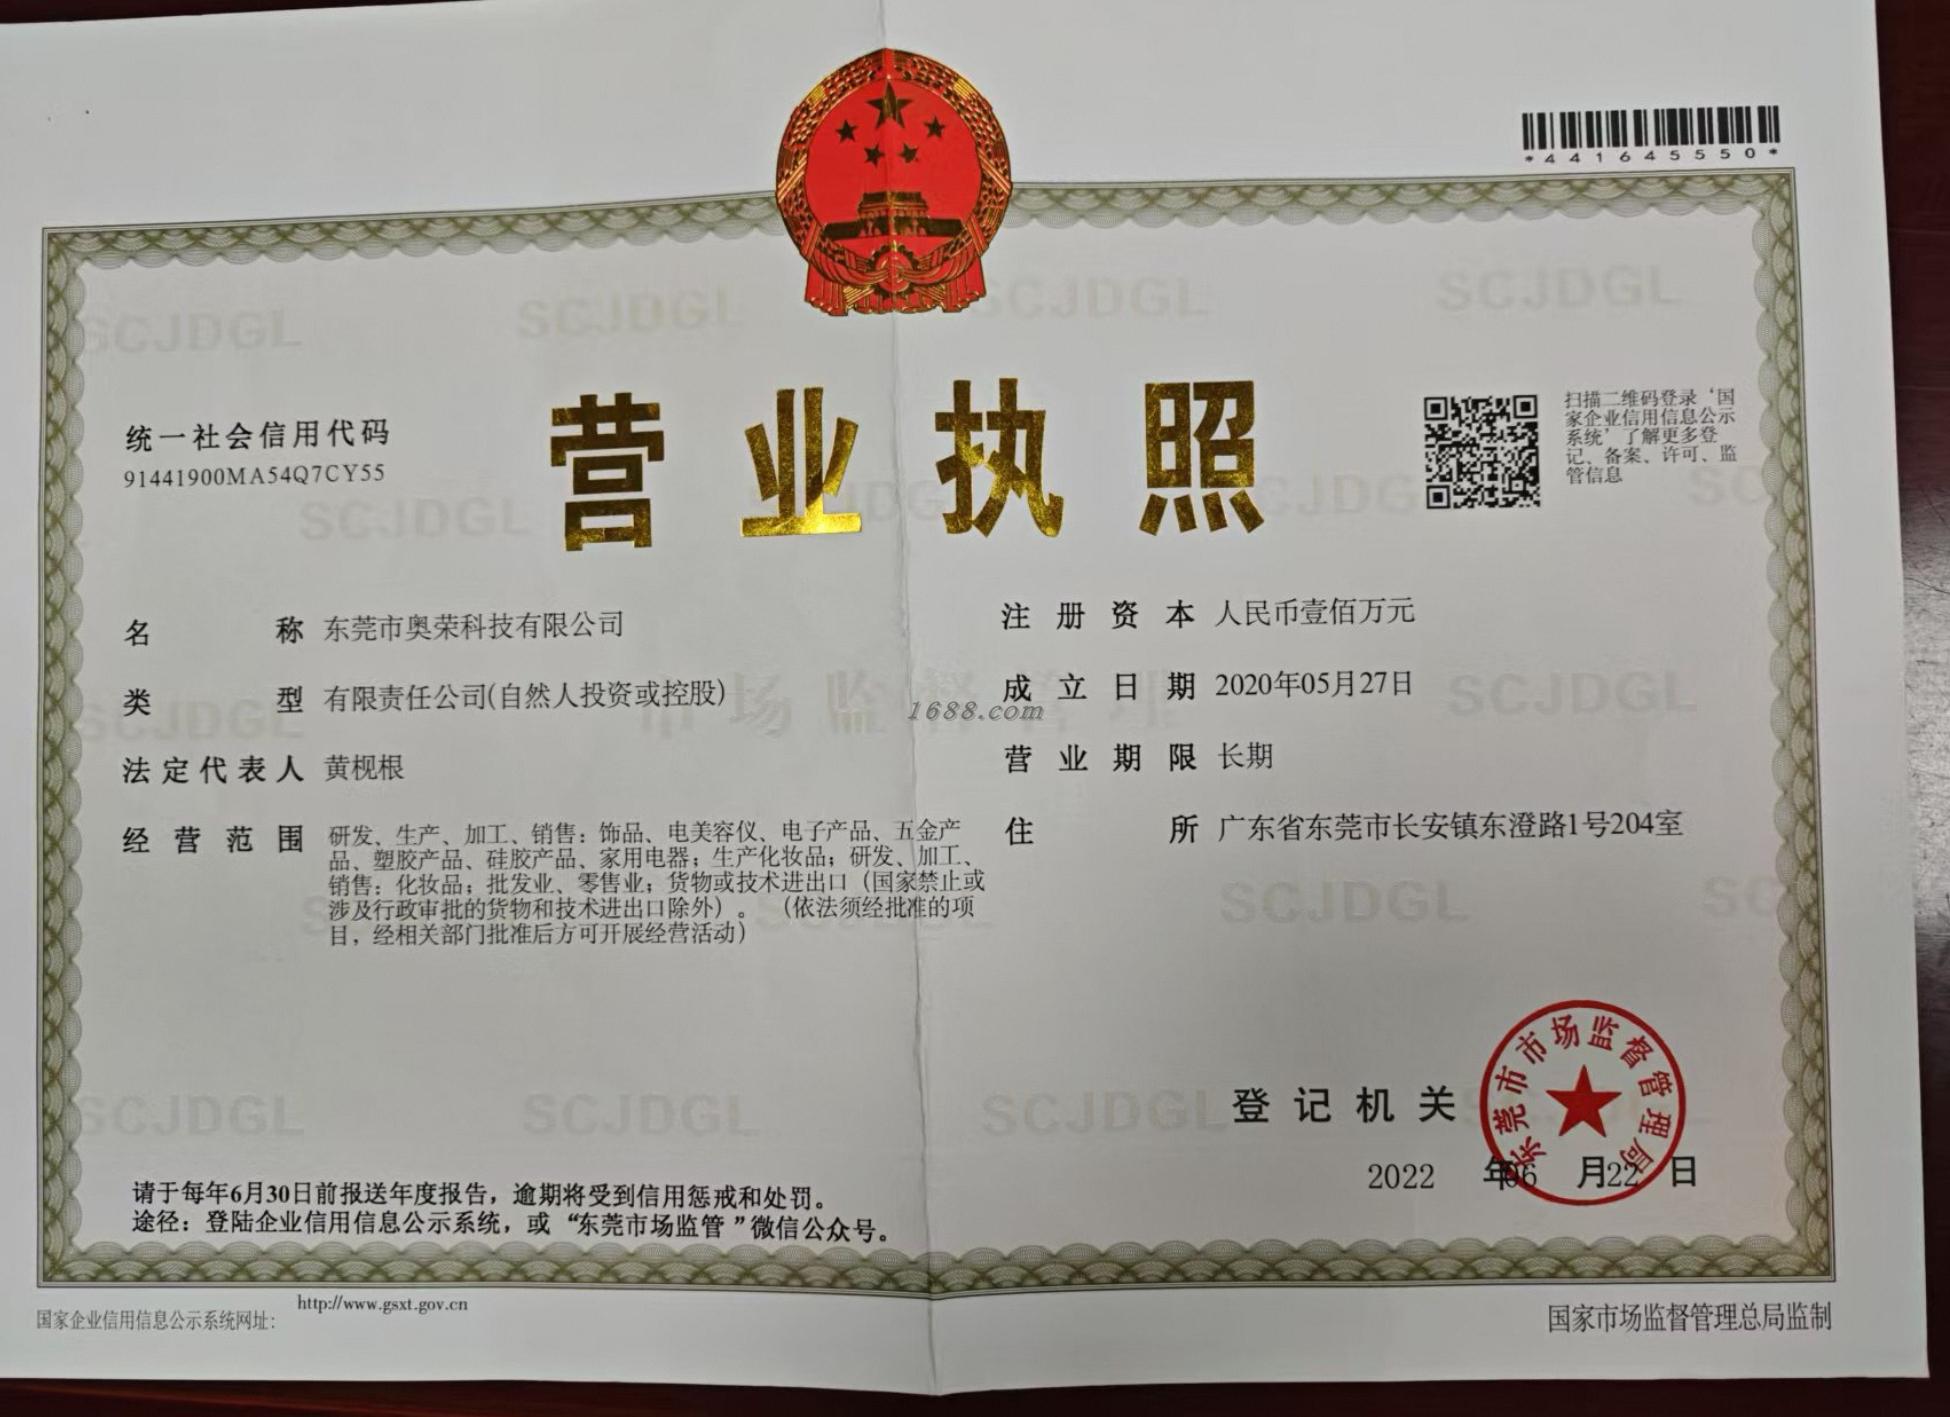 *441645550*
统一社会信用代码
91441900MA54Q7CY55
营业执照
扫描二维码登录‘国
家企业信用信息公示
系统’了解更多登
记、备案、许可、监
管信息
名称 东莞市奥荣科技有限公司
类型 有限责任公司(自然人投资或控股)
法定代表人 黄枧根
经营范围 研发、生产、加工、销售：饰品、电美容仪、电子产品、五金产
品、塑胶产品、硅胶产品、家用电器；生产化妆品；研发、加工、
销售：化妆品；批发业、零售业；货物或技术进出口（国家禁止或
涉及行政审批的货物和技术进出口除外）。（依法须经批准的项
目，经相关部门批准后方可开展经营活动）
注册资本 人民币壹佰万元
成立日期 2020年05月27日
营业期限 长期
住所 广东省东莞市长安镇东澄路1号204室
1688.com
市场监督管理
SCJDGL
登记机关
东莞市市场监督管理局
2022 年06 月22 日
请于每年6月30日前报送年度报告，逾期将受到信用惩戒和处罚。
途径：登陆企业信用信息公示系统，或“东莞市场监管”微信公众号。
国家企业信用信息公示系统网址：http://www.gsxt.gov.cn
国家市场监督管理总局监制